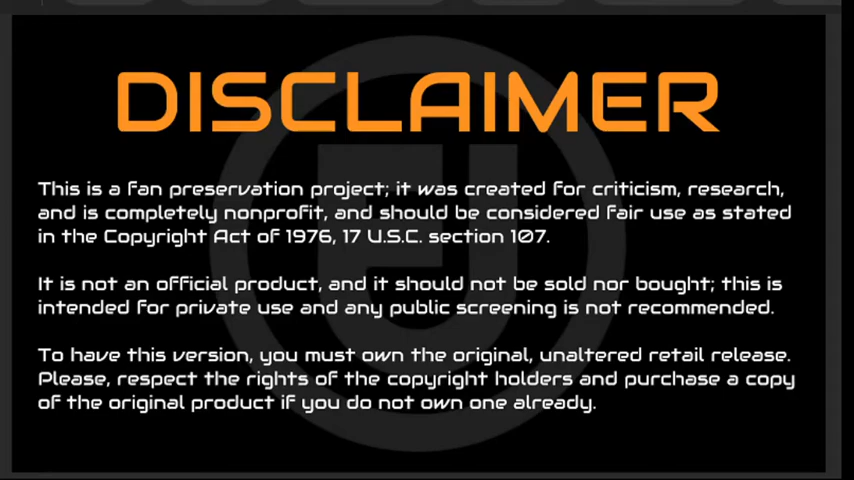 DISCLAIMER
This is a fan preservation project; it was created for criticism, research,
and is completely nonprofit, and should be considered fair use as stated
in the Copyright Act of 1976, 17 U.S.C. section 107.
It is not an official product, and it should not be sold nor bought; this is
intended for private use and any public screening is not recommended.
To have this version, you must own the original, unaltered retail release.
Please, respect the rights of the copyright holders and purchase a copy
of the original product if you do not own one already.